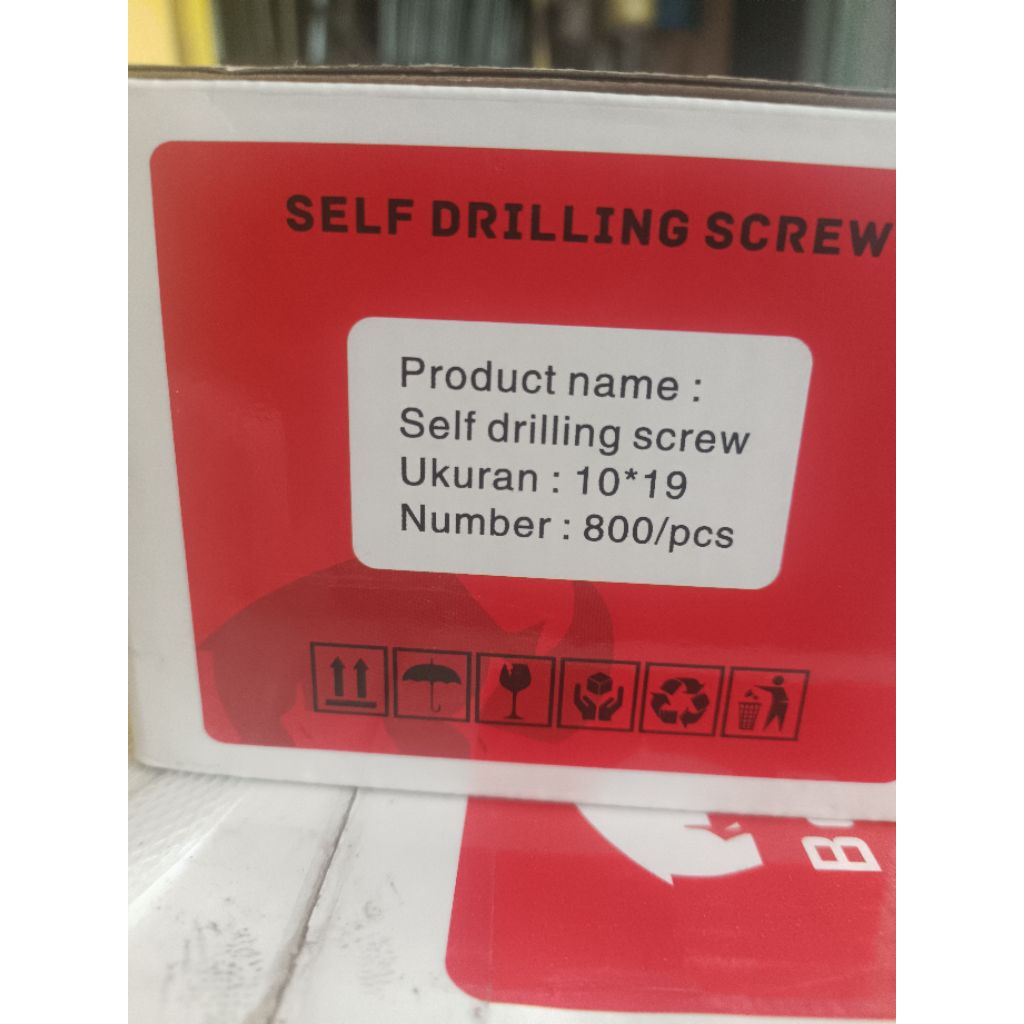 SELF DRILLING SCREW
Product name :
Self drilling screw
Ukuran : 10*19
Number : 800/pcs